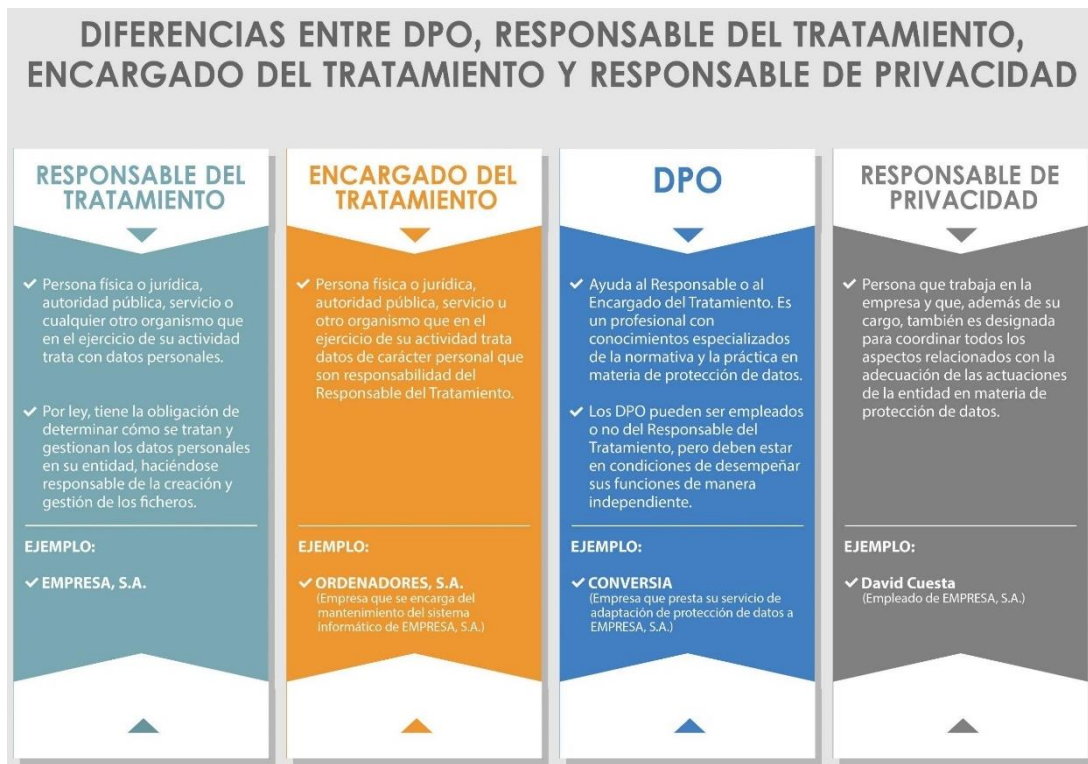 DIFERENCIAS ENTRE DPO, RESPONSABLE DEL TRATAMIENTO,
ENCARGADO DEL TRATAMIENTO Y RESPONSABLE DE PRIVACIDAD
RESPONSABLE DEL
TRATAMIENTO
✓ Persona física o jurídica,
autoridad pública, servicio o
cualquier otro organismo que
en el ejercicio de su actividad
trata con datos personales.
✓ Por ley, tiene la obligación de
determinar cómo se tratan y
gestionan los datos personales
en su entidad, haciéndose
responsable de la creación y
gestión de los ficheros.
EJEMPLO:
✓ EMPRESA, S.A.
ENCARGADO DEL
TRATAMIENTO
✓ Persona física o jurídica,
autoridad pública, servicio u
otro organismo que en el
ejercicio de su actividad trata
datos de carácter personal que
son responsabilidad del
Responsable del Tratamiento.
EJEMPLO:
✓ ORDENADORES, S.A.
(Empresa que se encarga del
mantenimiento del sistema
informático de EMPRESA, S.A.)
DPO
✓ Ayuda al Responsable o al
Encargado del Tratamiento. Es
un profesional con
conocimientos especializados
de la normativa y la práctica en
materia de protección de datos.
✓ Los DPO pueden ser empleados
o no del Responsable del
Tratamiento, pero deben estar
en condiciones de desempeñar
sus funciones de manera
independiente.
EJEMPLO:
✓ CONVERSIA
(Empresa que presta su servicio de
adaptación de protección de datos a
EMPRESA, S.A.)
RESPONSABLE DE
PRIVACIDAD
✓ Persona que trabaja en la
empresa y que, además de su
cargo, también es designada
para coordinar todos los
aspectos relacionados con la
adecuación de las actuaciones
de la entidad en materia de
protección de datos.
EJEMPLO:
✓ David Cuesta
(Empleado de EMPRESA, S.A.)